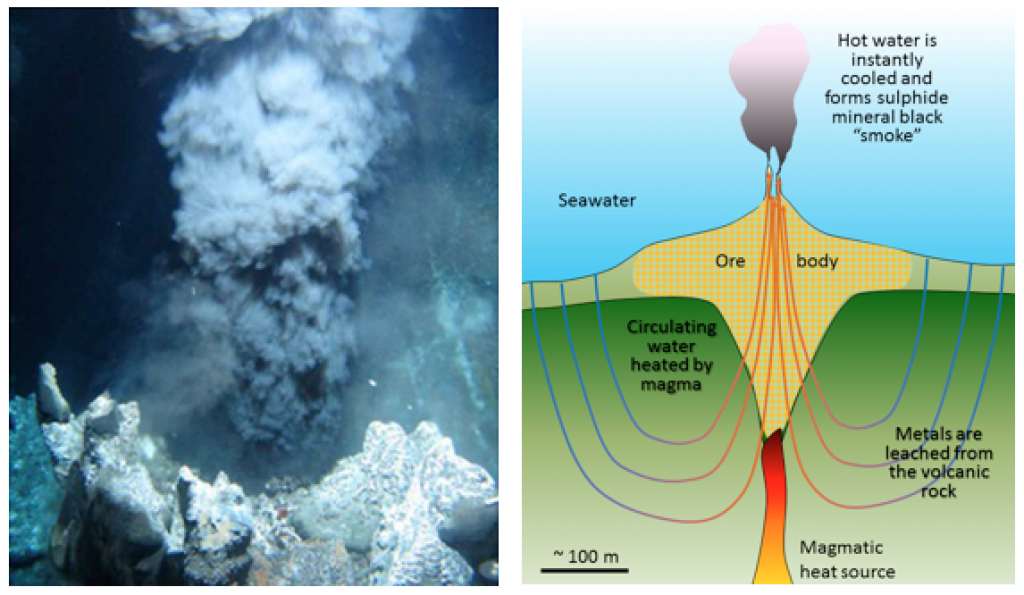 Hot water is
instantly
cooled and
forms sulphide
mineral black
“smoke”
Seawater
Ore body
Circulating
water
heated by
magma
Metals are
leached from
the volcanic
rock
~ 100 m
Magmatic
heat source